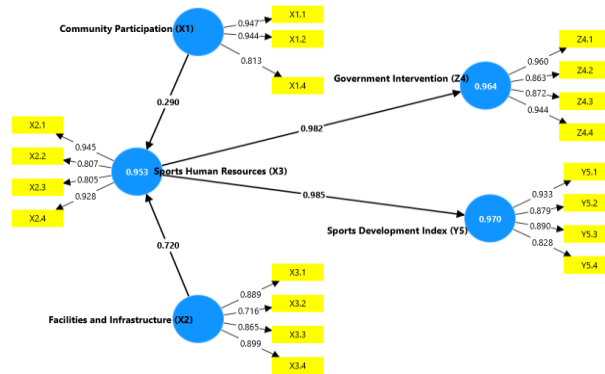 Community Participation (X1)
0.947
X1.1
0.944
X1.2
0.813
X1.4
0.290
Government Intervention (Z4)
0.964
0.960
Z4.1
0.863
Z4.2
0.872
Z4.3
0.944
Z4.4
0.982
X2.1
0.945
X2.2
0.807
X2.3
0.805
X2.4
0.928
0.953
Sports Human Resources (X3)
0.985
0.970
Sports Development Index (Y5)
0.933
Y5.1
0.879
Y5.2
0.890
Y5.3
0.828
Y5.4
0.720
Facilities and Infrastructure (X2)
0.889
X3.1
0.716
X3.2
0.865
X3.3
0.899
X3.4